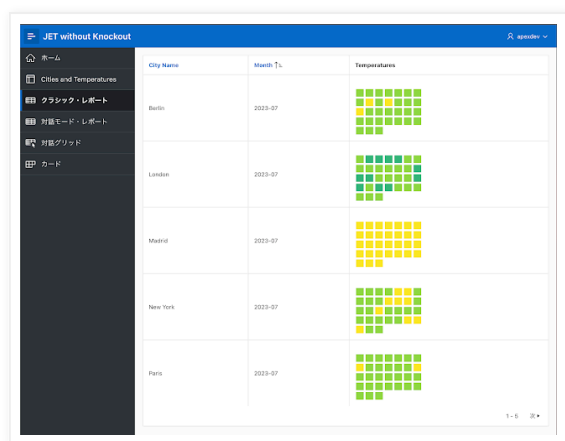 JET without Knockout
apexdev
ホーム
Cities and Temperatures
クラシック・レポート
対話モード・レポート
対話グリッド
カード
City Name Month Temperatures
Berlin 2023-07
London 2023-07
Madrid 2023-07
New York 2023-07
Paris 2023-07
1 - 5 次